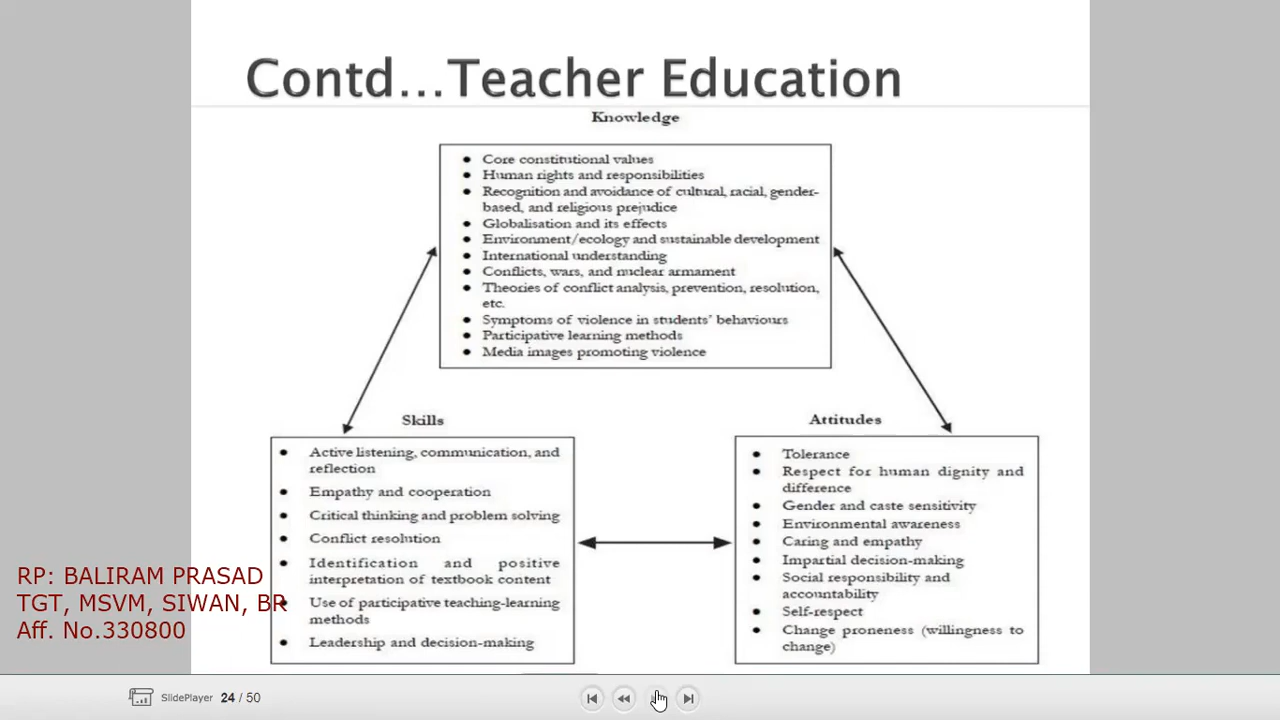 Contd...Teacher Education
Knowledge
• Core constitutional values
• Human rights and responsibilities
• Recognition and avoidance of cultural, racial, gender-
based, and religious prejudice
• Globalisation and its effects
• Environment/ecology and sustainable development
• International understanding
• Conflicts, wars, and nuclear armament
• Theories of conflict analysis, prevention, resolution,
etc.
• Symptoms of violence in students' behaviours
• Participative learning methods
• Media images promoting violence
Skills
• Active listening, communication, and
reflection
• Empathy and cooperation
• Critical thinking and problem solving
• Conflict resolution
• Identification and positive
interpretation of textbook content
• Use of participative teaching-learning
methods
• Leadership and decision-making
Attitudes
• Tolerance
• Respect for human dignity and
difference
• Gender and caste sensitivity
• Environmental awareness
• Caring and empathy
• Impartial decision-making
• Social responsibility and
accountability
• Self-respect
• Change proneness (willingness to
change)
RP: BALIRAM PRASAD
TGT, MSVM, SIWAN, BR
Aff. No.330800
SlidePlayer 24 / 50